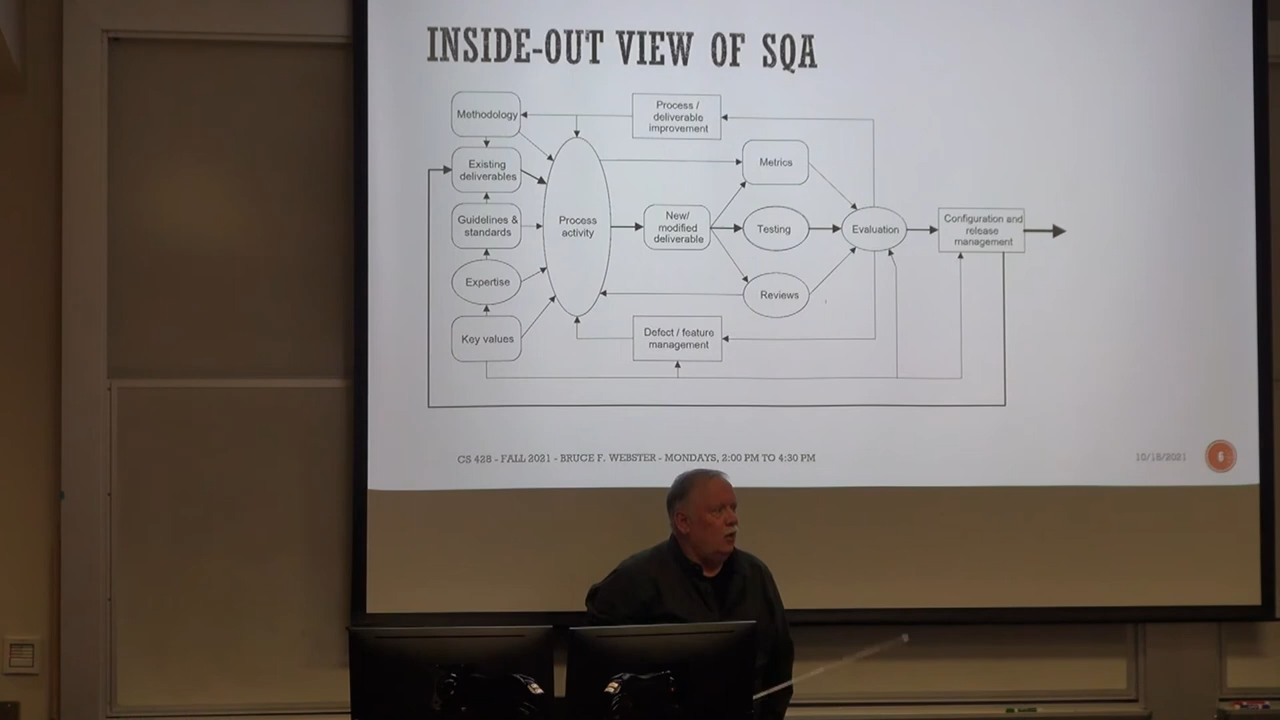 INSIDE-OUT VIEW OF SQA
Methodology
Process /
deliverable
improvement
Existing
deliverables
Metrics
Guidelines &
standards
Process
activity
New/
modified
deliverable
Testing
Evaluation
Configuration and
release
management
Expertise
Reviews
Key values
Defect / feature
management
CS 428 - FALL 2021 - BRUCE F. WEBSTER - MONDAYS, 2:00 PM TO 4:30 PM
10/18/2021
6